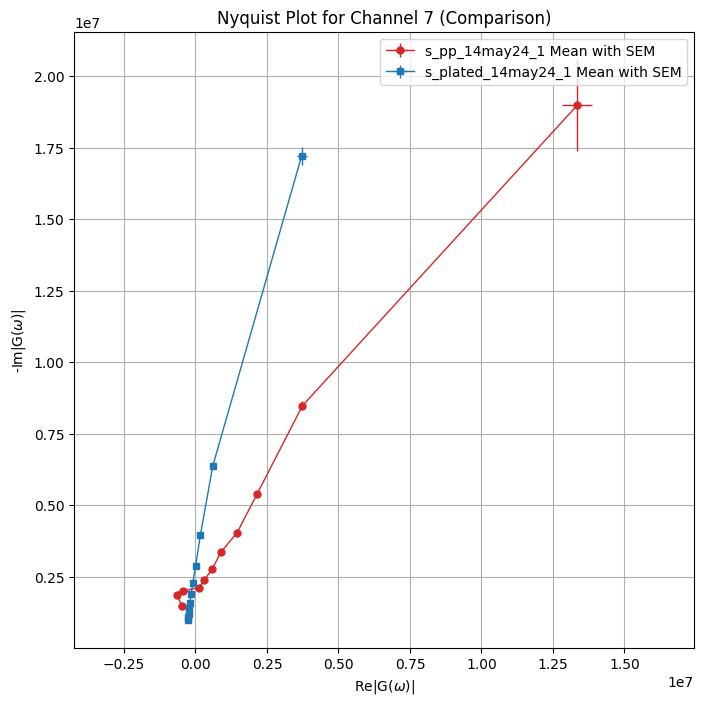 Nyquist Plot for Channel 7 (Comparison)
1e7
s_pp_14may24_1 Mean with SEM
s_plated_14may24_1 Mean with SEM
2.00
1.75
1.50
1.25
1.00
0.75
0.50
0.25
-Im|G(ω)|
−0.25 0.00 0.25 0.50 0.75 1.00 1.25 1.50
1e7
Re|G(ω)|